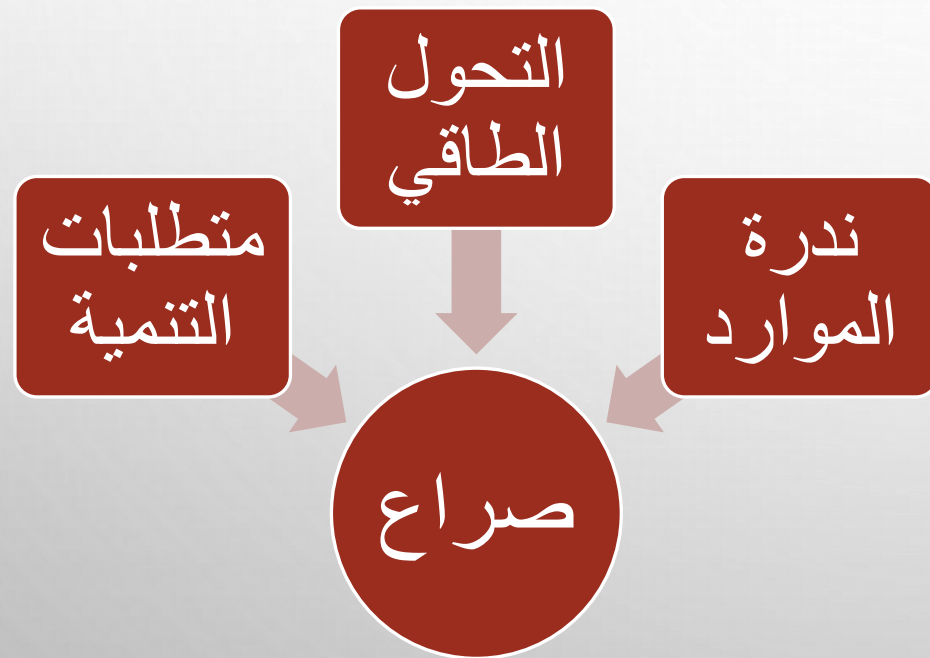 التحول
الطاقي
ندرة
الموارد
متطلبات
التنمية
صراع